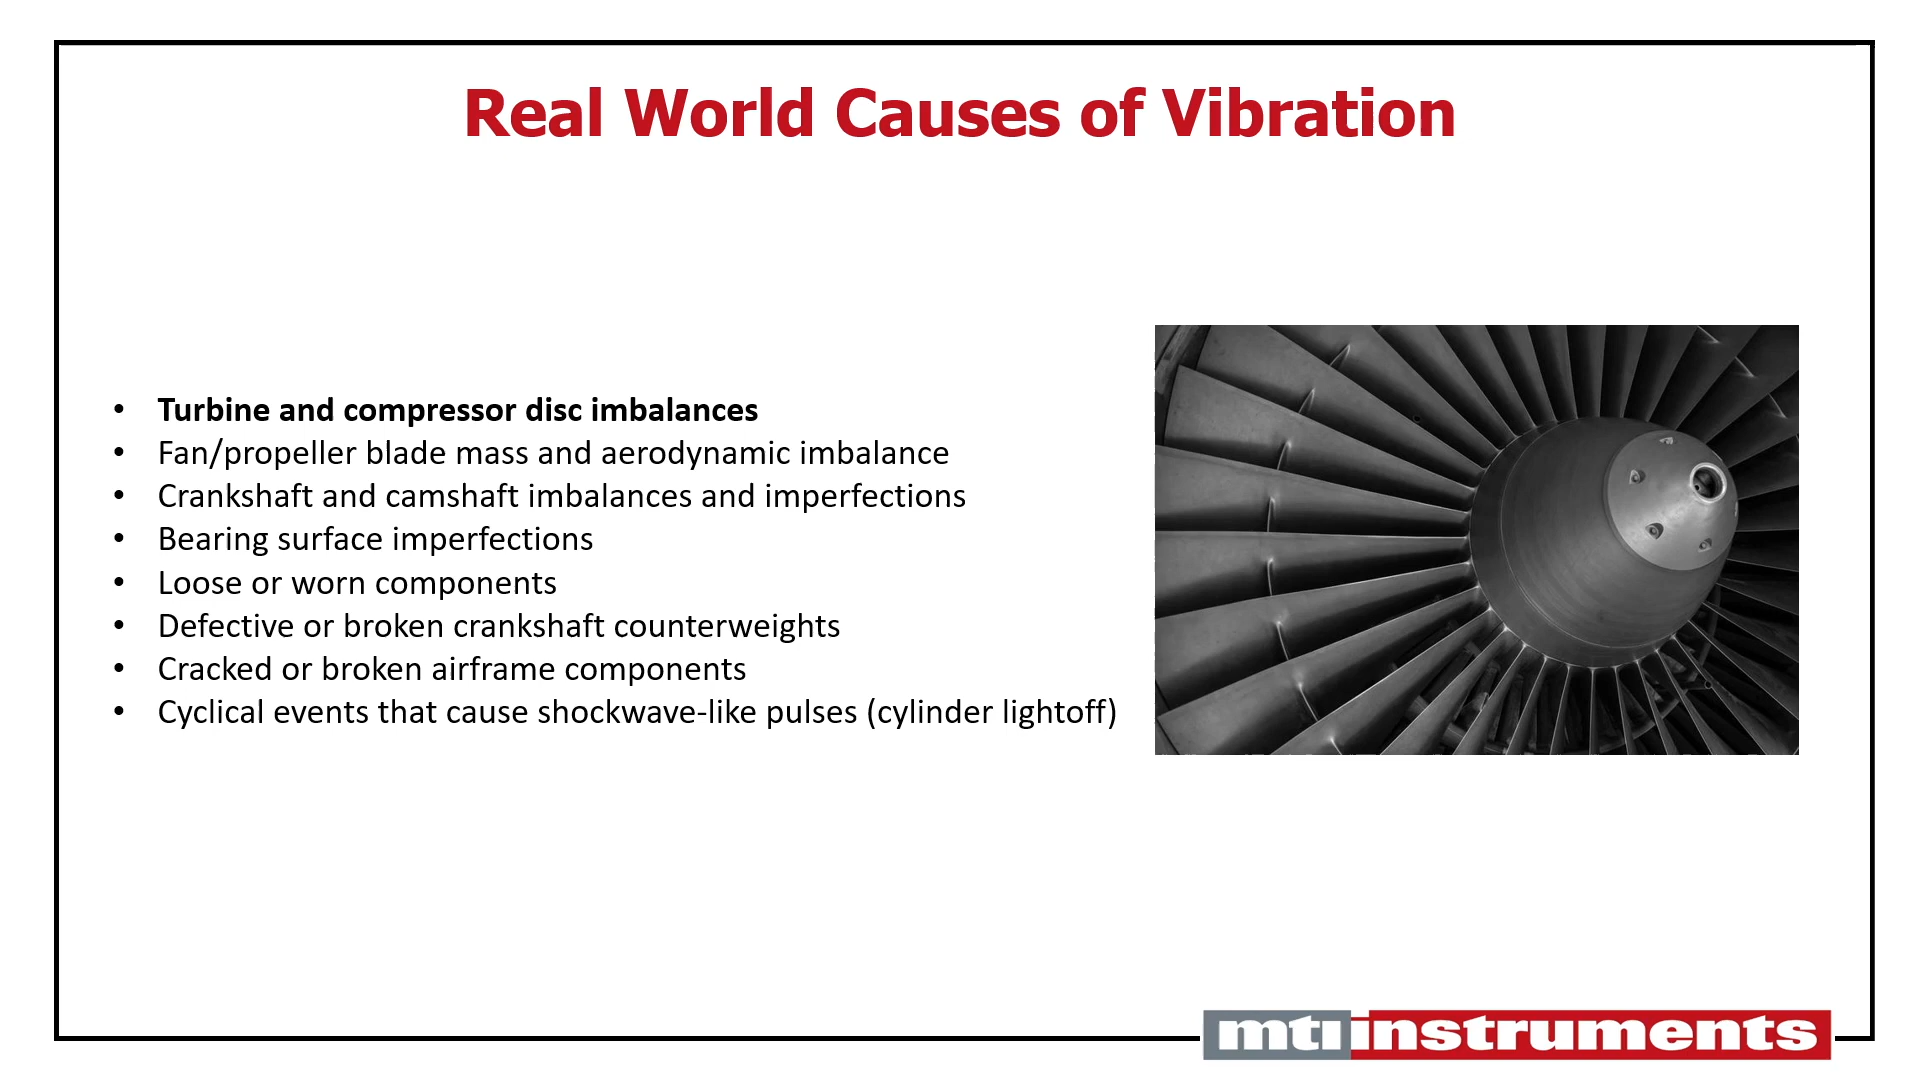 Real World Causes of Vibration
• Turbine and compressor disc imbalances
• Fan/propeller blade mass and aerodynamic imbalance
• Crankshaft and camshaft imbalances and imperfections
• Bearing surface imperfections
• Loose or worn components
• Defective or broken crankshaft counterweights
• Cracked or broken airframe components
• Cyclical events that cause shockwave-like pulses (cylinder lightoff)
mtiinstruments